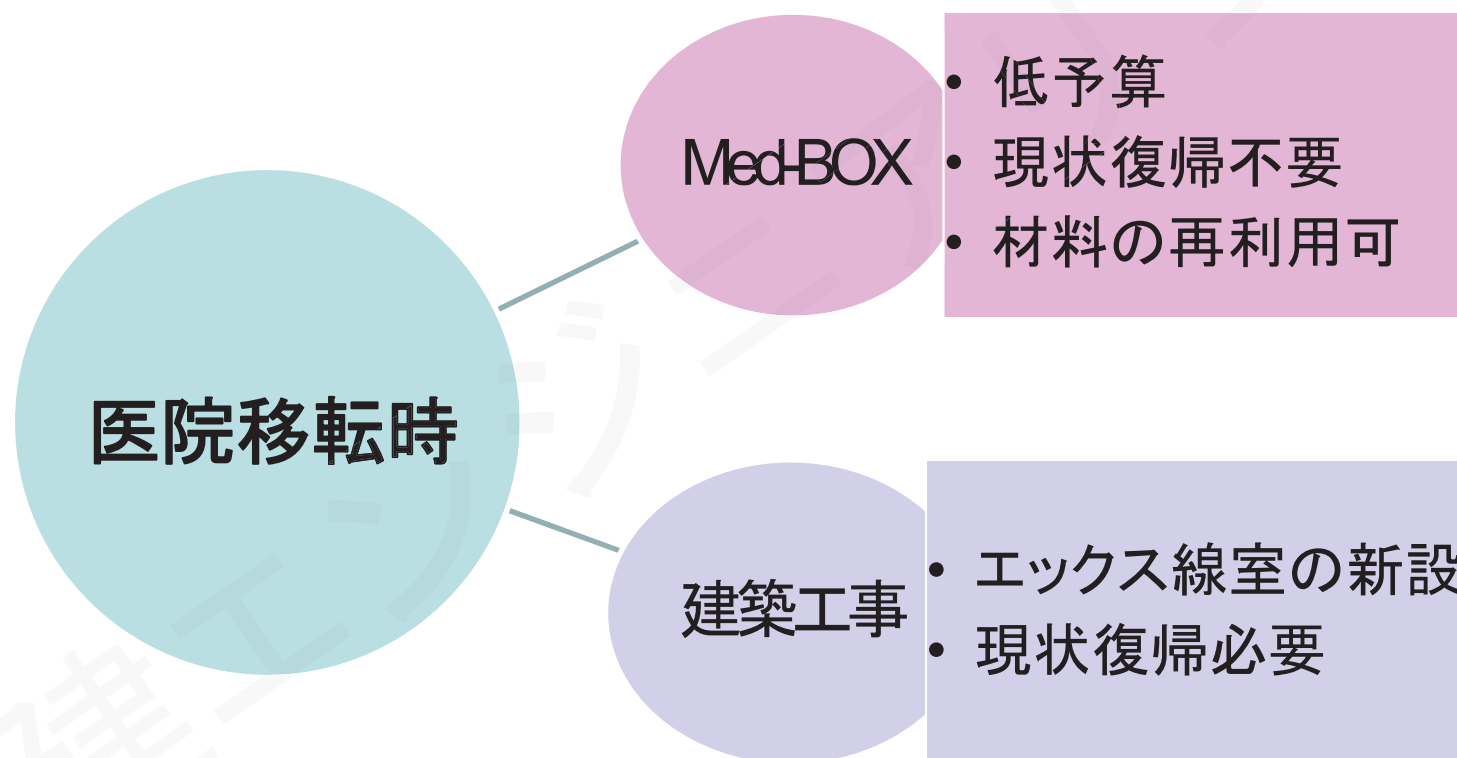 医院移転時
Med-BOX
• 低予算
• 現状復帰不要
• 材料の再利用可
建築工事
• エックス線室の新設
• 現状復帰必要